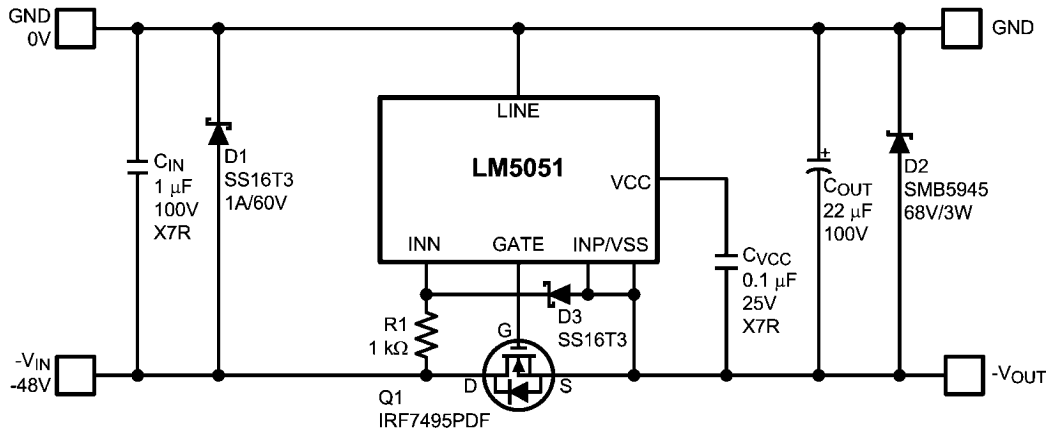 GND
0V
GND
LINE
LM5051
VCC
INN
GATE
INP/VSS
CIN
1 μF
100V
X7R
D1
SS16T3
1A/60V
COUT
+
22 μF
100V
D2
SMB5945
68V/3W
CVCC
0.1 μF
25V
X7R
D3
SS16T3
R1
1 kΩ
G
D
S
Q1
IRF7495PDF
-VIN
-48V
-VOUT